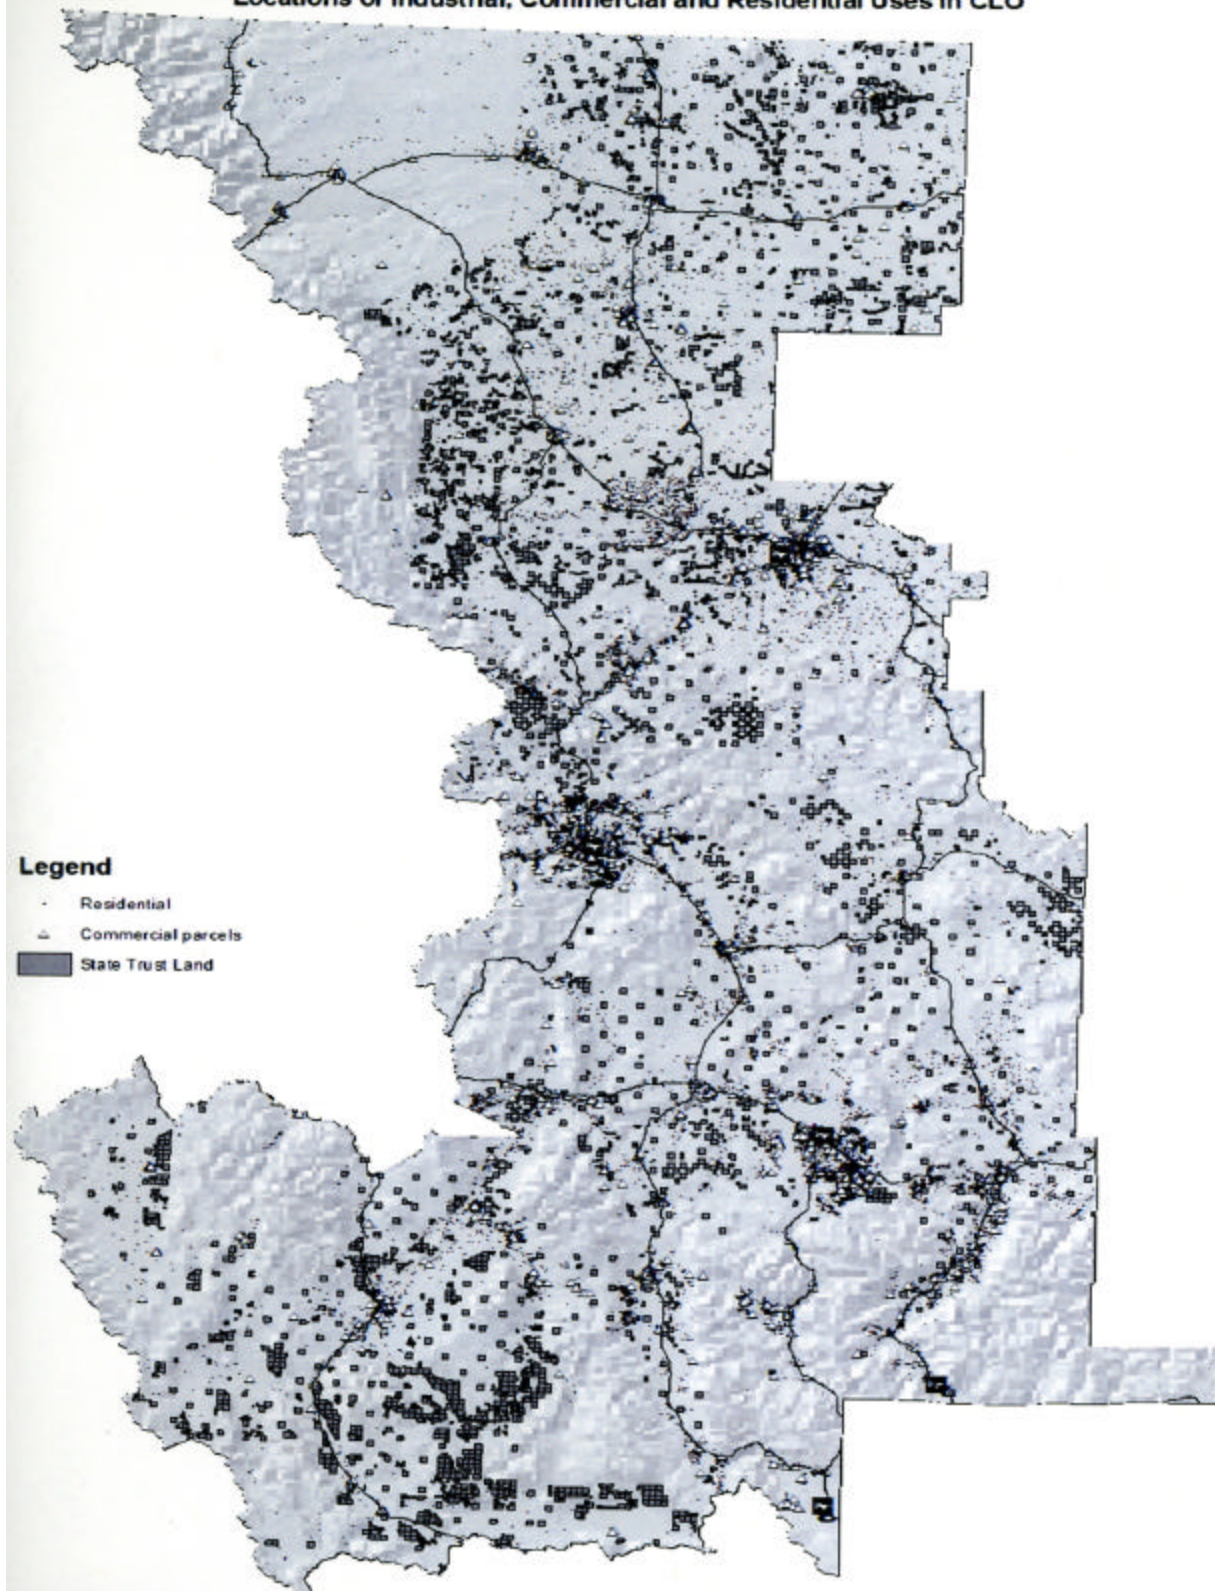 Locations of Industrial, Commercial and Residential Uses in CLO
Legend
Residential
Commercial parcels
State Trust Land